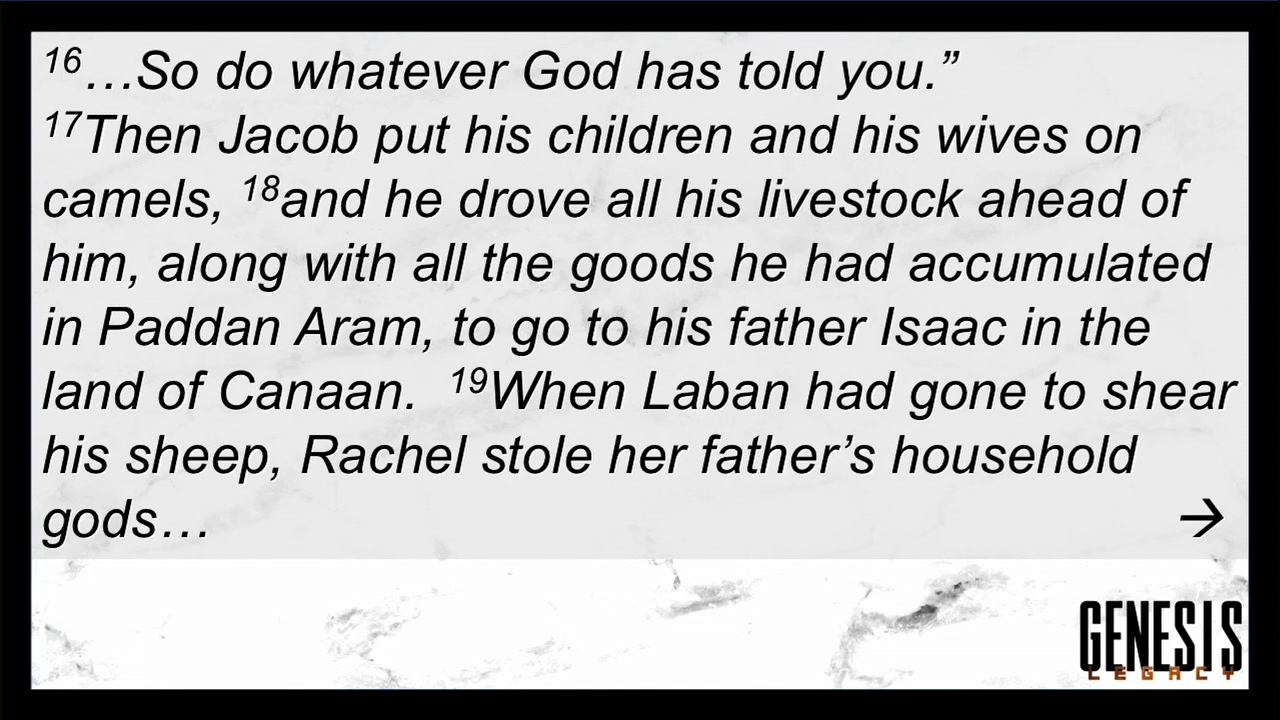 16…So do whatever God has told you.”
17Then Jacob put his children and his wives on
camels, 18and he drove all his livestock ahead of
him, along with all the goods he had accumulated
in Paddan Aram, to go to his father Isaac in the
land of Canaan. 19When Laban had gone to shear
his sheep, Rachel stole her father’s household
gods… →
GENESIS
LEGACY